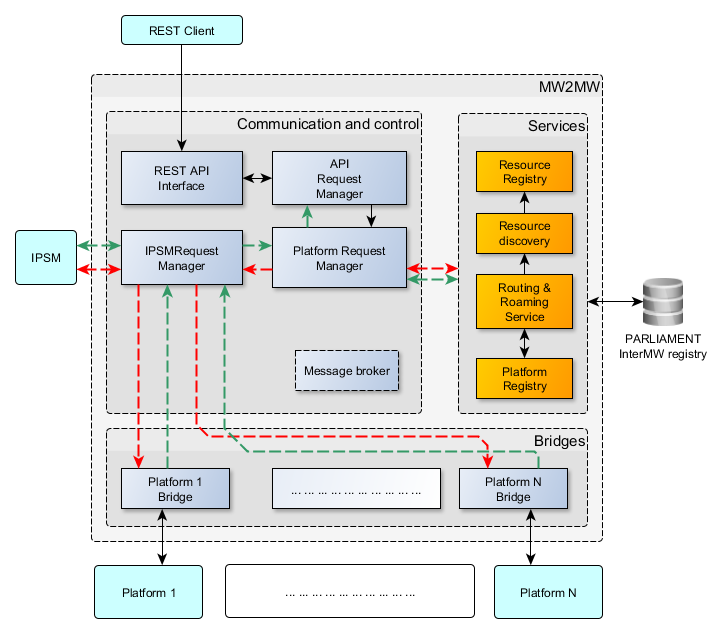 REST Client
MW2MW
Communication and control
Services
REST API
Interface
API
Request
Manager
Resource
Registry
Resource
discovery
IPSM
IPSMRequest
Manager
Platform Request
Manager
Routing &
Roaming
Service
PARLIAMENT
InterMW registry
Message broker
Platform
Registry
Bridges
Platform 1
Bridge
... ... ... ... ... ... ... ... ... ...
Platform N
Bridge
Platform 1
... ... ... ... ... ... ... ... ... ...
Platform N